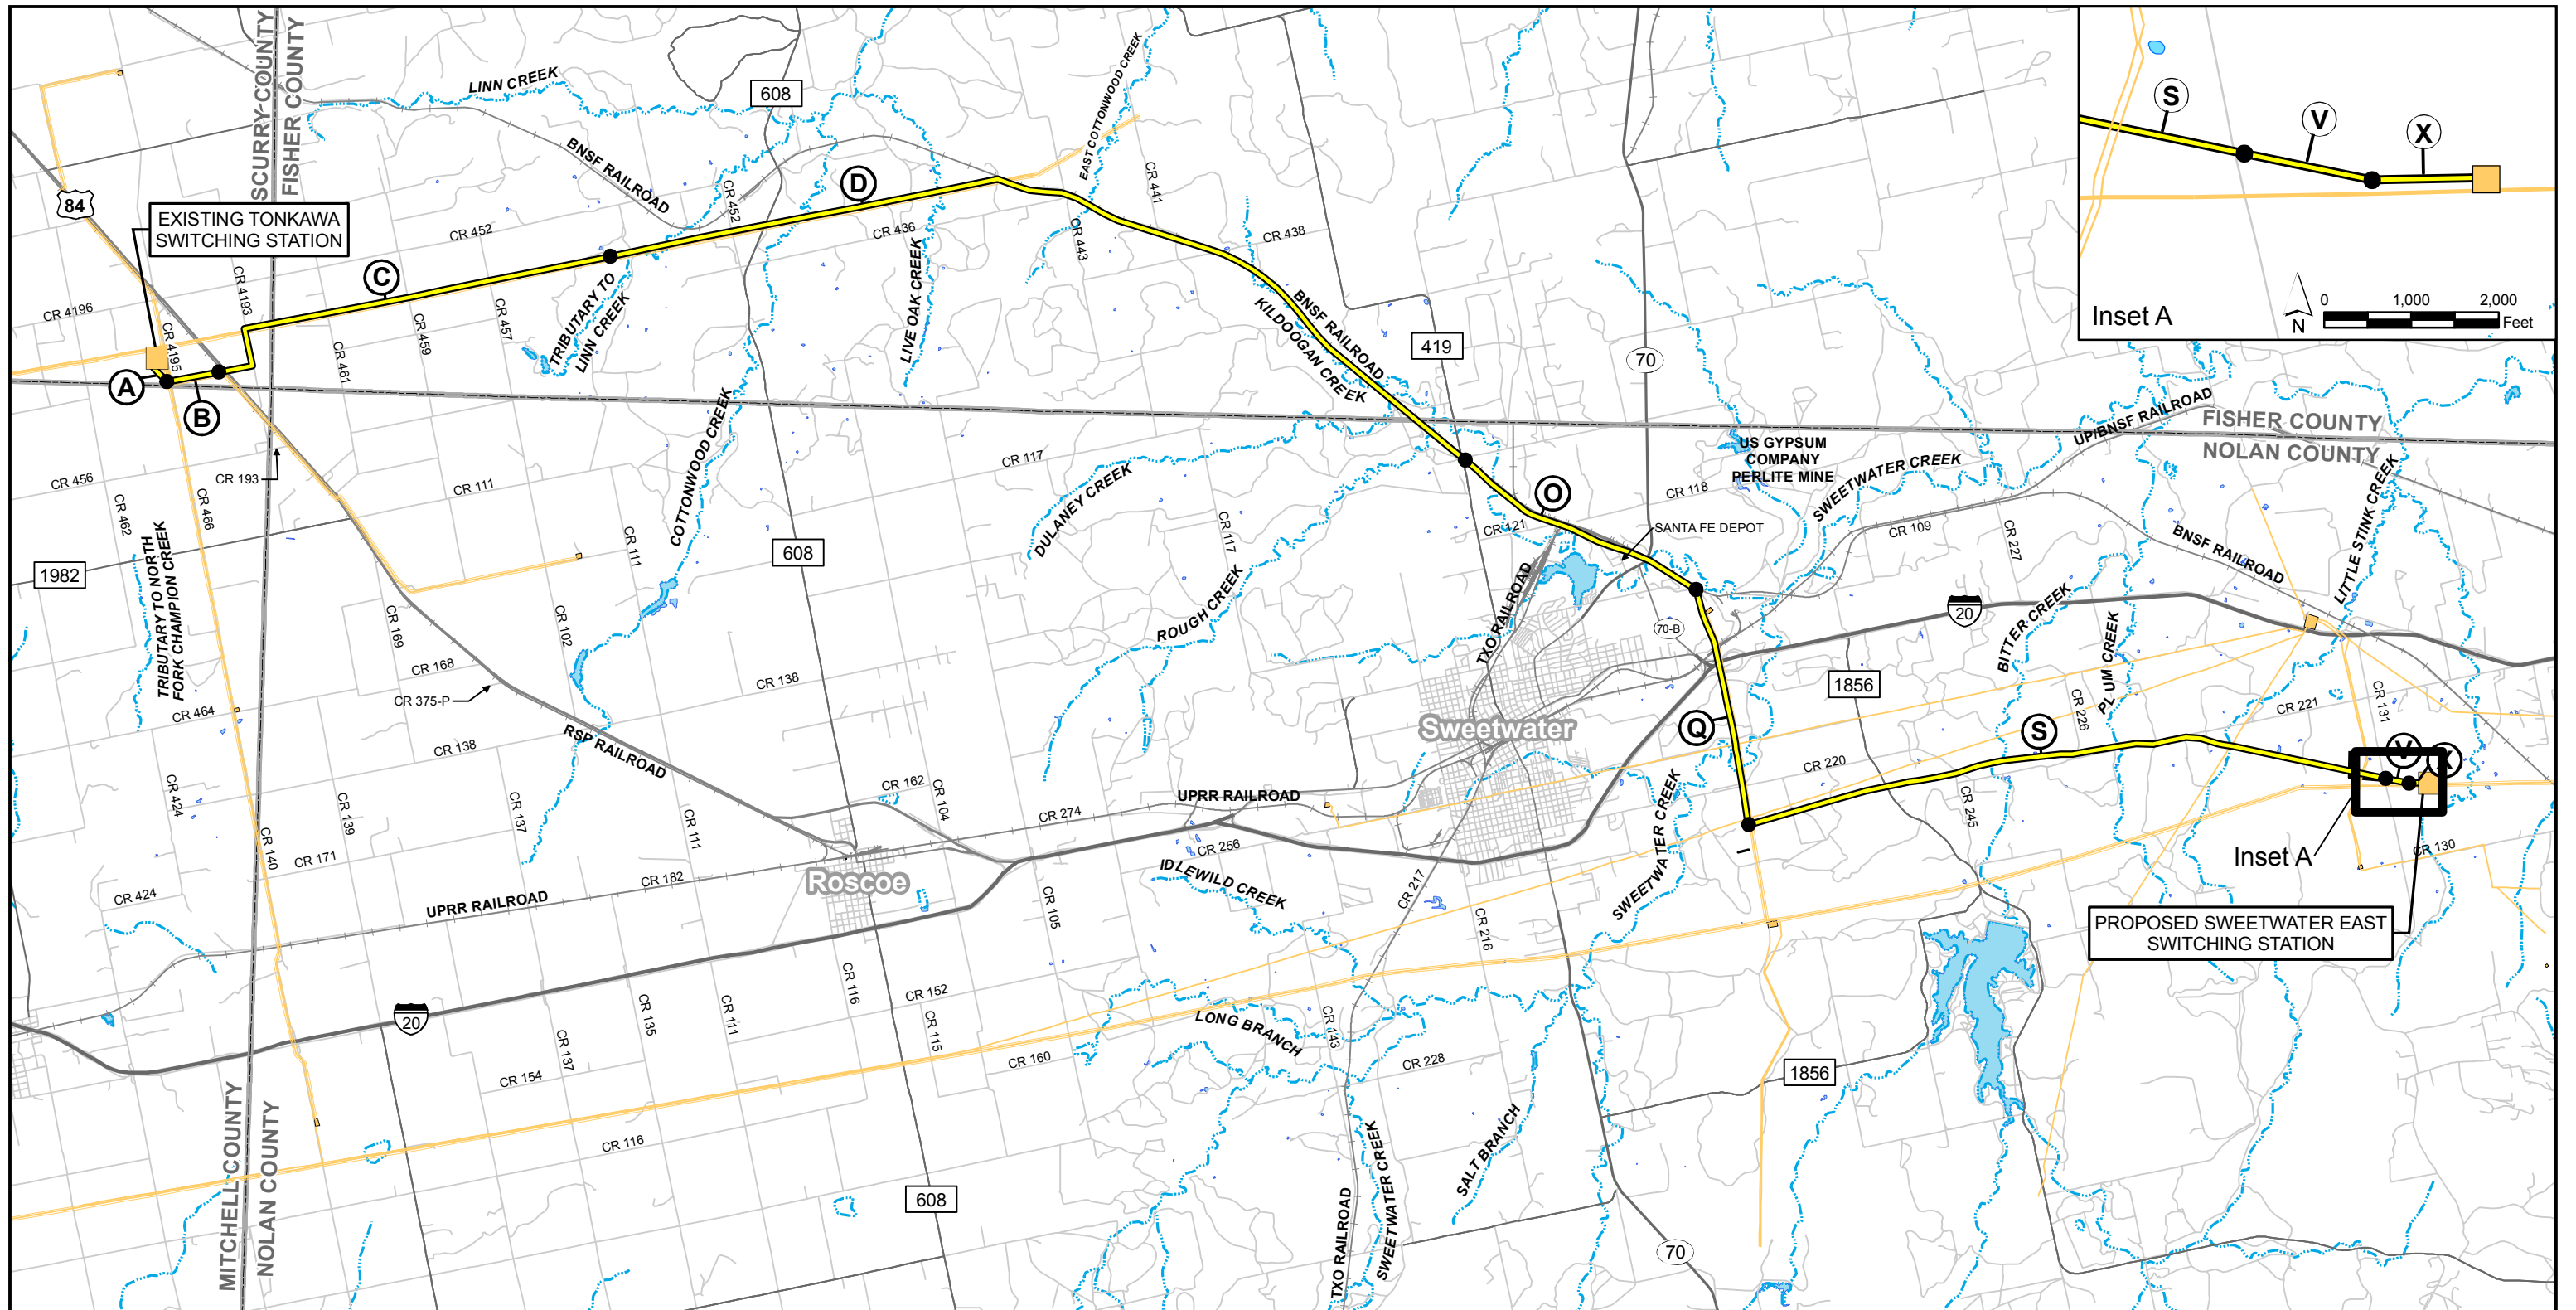 SCURRY COUNTY
FISHER COUNTY
LINN CREEK
608
EAST COTTONWOOD CREEK
S
V
X
BNSF RAILROAD
84
EXISTING TONKAWA
SWITCHING STATION
CR 452
CR 452
D
CR 436
CR 441
CR 443
CR 438
C
CR 4193
CR 4196
CR 4195
CR 461
CR 459
CR 457
TRIBUTARY TO
LINN CREEK
LIVE OAK CREEK
KILDOOGAN CREEK
BNSF RAILROAD
419
70
Inset A
N
0
1,000
2,000
Feet
A
B
COTTONWOOD CREEK
US GYPSUM
COMPANY
PERLITE MINE
UP/BNSF RAILROAD
FISHER COUNTY
NOLAN COUNTY
CR 456
CR 193
CR 111
CR 117
DULANEY CREEK
CR 118
SWEETWATER CREEK
LITTLE STINK CREEK
CR 462
CR 466
TRIBUTARY TO NORTH
FORK CHAMPION CREEK
1982
CR 111
608
CR 117
O
CR 121
SANTA FE DEPOT
CR 109
CR 227
BNSF RAILROAD
CR 169
CR 102
ROUGH CREEK
TXO RAILROAD
70-B
20
BITTER CREEK
PLUM CREEK
CR 168
CR 375-P
CR 464
CR 138
1856
CR 226
CR 221
CR 131
RSP RAILROAD
CR 138
Sweetwater
Q
S
CR 220
V
X
CR 424
CR 139
CR 137
CR 111
CR 162
CR 104
CR 274
UPRR RAILROAD
SWEETWATER CREEK
CR 245
CR 140
CR 171
CR 256
Inset A
CR 130
CR 424
UPRR RAILROAD
CR 182
Roscoe
IDLEWILD CREEK
CR 217
CR 105
CR 216
PROPOSED SWEETWATER EAST
SWITCHING STATION
20
CR 116
CR 152
CR 137
CR 135
CR 111
CR 115
LONG BRANCH
CR 143
CR 154
CR 160
CR 228
1856
MITCHELL COUNTY
NOLAN COUNTY
CR 116
608
TXO RAILROAD
SWEETWATER CREEK
SALT BRANCH
70